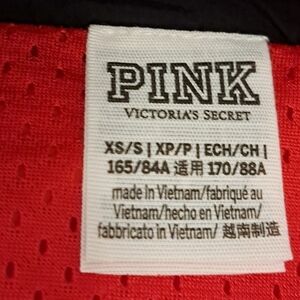 PINK
VICTORIA'S SECRET
XS/S | XP/P | ECH/CH |
165/84A 适用 170/88A
made in Vietnam/fabriqué au
Vietnam/hecho en Vietnam/
fabbricato in Vietnam/ 越南制造